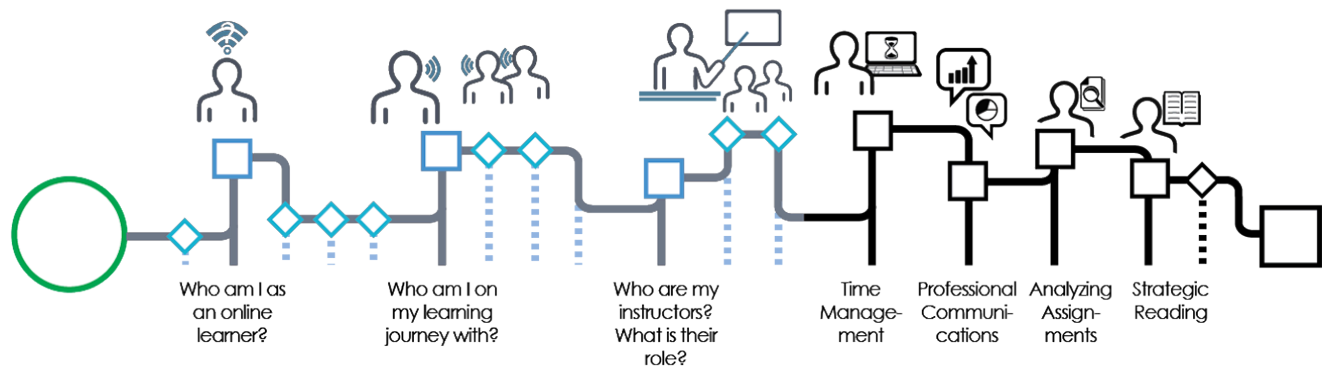 Who am I as
an online
learner?
Who am I on
my learning
journey with?
Who are my
instructors?
What is their
role?
Time
Manage-
ment
Professional
Communi-
cations
Analyzing
Assign-
ments
Strategic
Reading